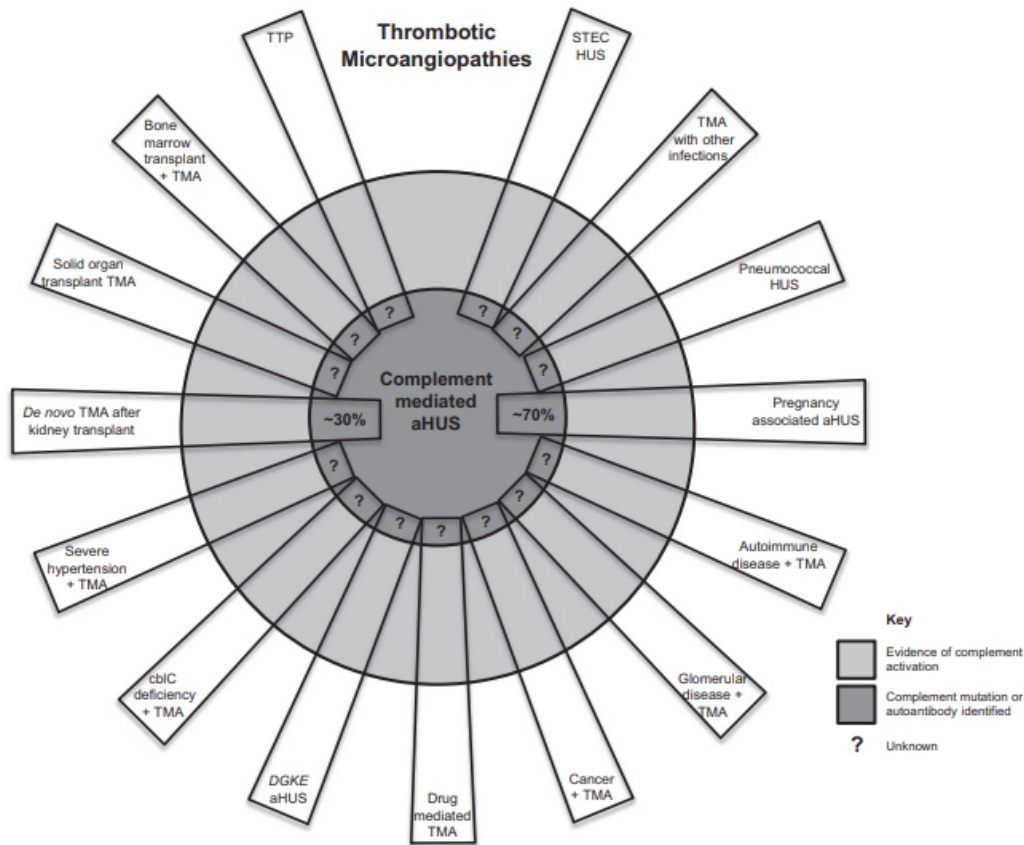 Thrombotic
Microangiopathies
TTP
STEC
HUS
TMA
with other
infections
Pneumococcal
HUS
Pregnancy
associated aHUS
Autoimmune
disease + TMA
Glomerular
disease +
TMA
Cancer
+ TMA
Drug
mediated
TMA
DGKE
aHUS
cblC
deficiency
+ TMA
Severe
hypertension
+ TMA
De novo TMA after
kidney transplant
Solid organ
transplant TMA
Bone
marrow
transplant
+ TMA
?
?
?
?
?
?
~30%
Complement
mediated
aHUS
~70%
?
?
?
?
?
?
?
Key
Evidence of complement
activation
Complement mutation or
autoantibody identified
? Unknown